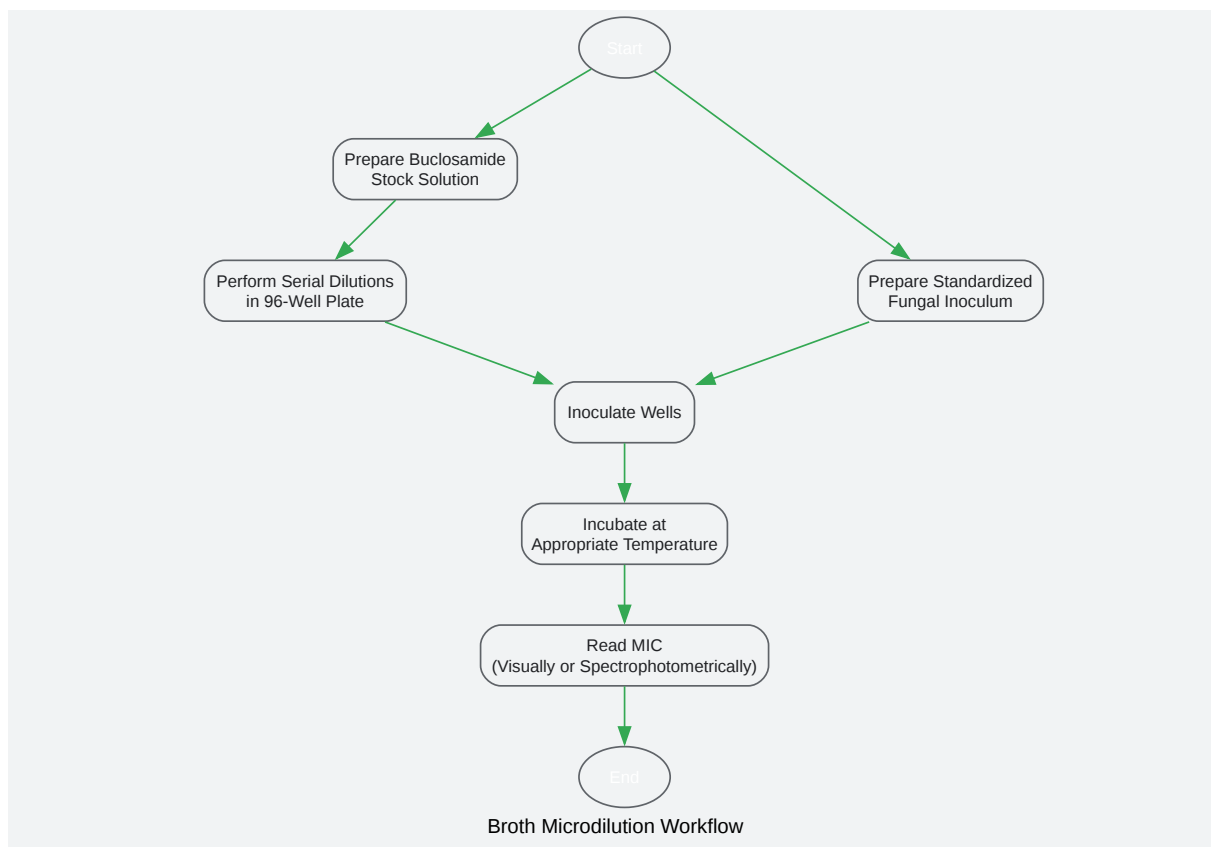 Start
Prepare Buclosamide
Stock Solution
Perform Serial Dilutions
in 96-Well Plate
Prepare Standardized
Fungal Inoculum
Inoculate Wells
Incubate at
Appropriate Temperature
Read MIC
(Visually or Spectrophotometrically)
End
Broth Microdilution Workflow